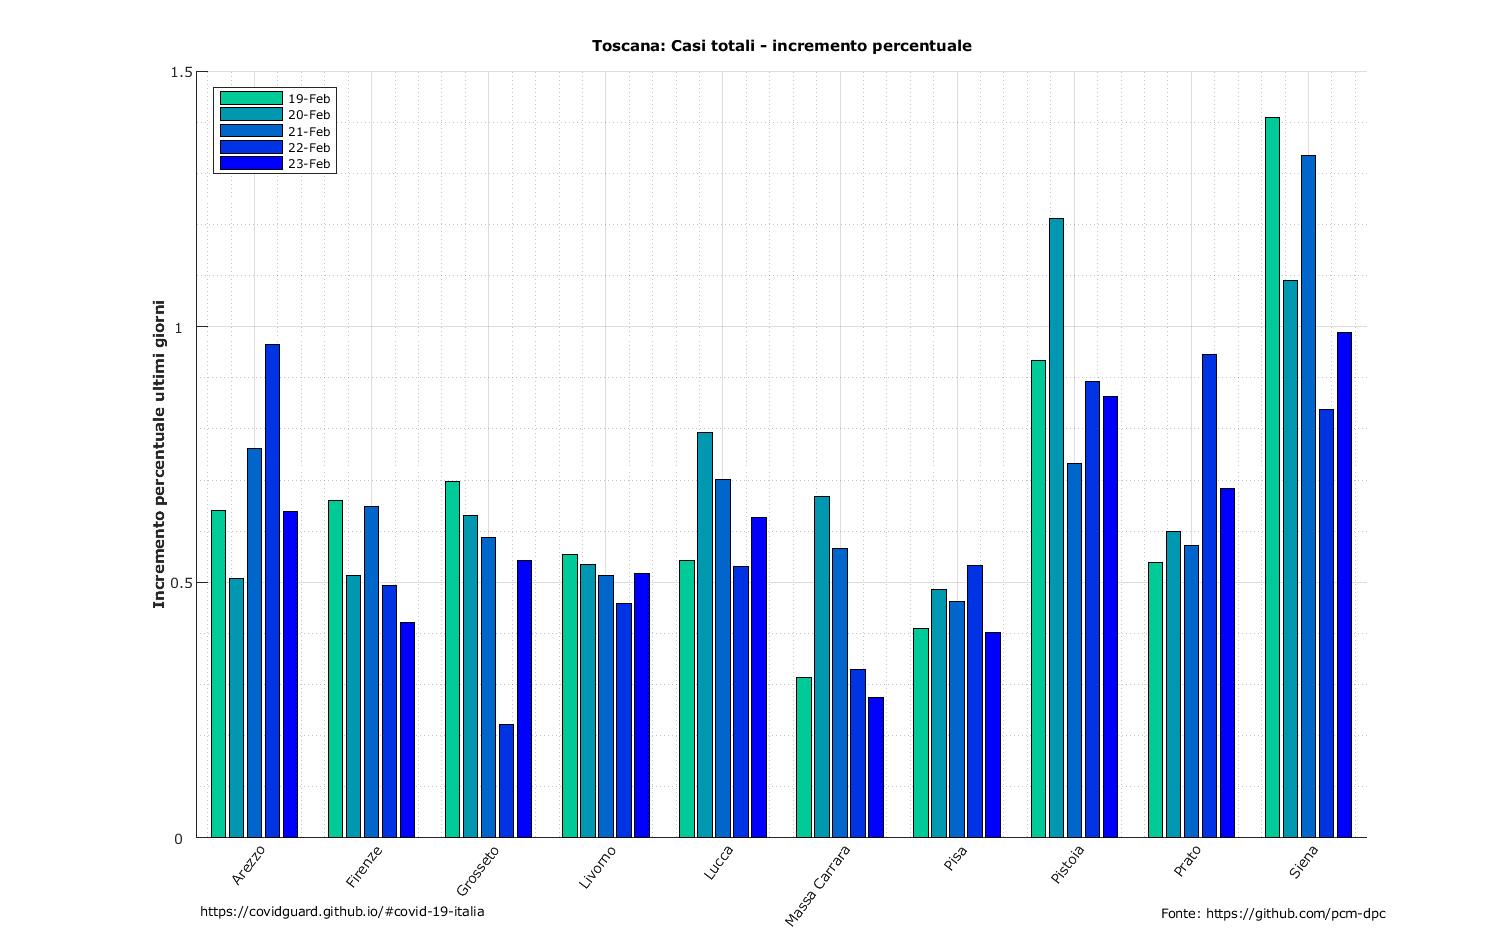 Toscana: Casi totali - incremento percentuale
Incremento percentuale ultimi giorni
1.5
1
0.5
0
19-Feb
20-Feb
21-Feb
22-Feb
23-Feb
Arezzo
Firenze
Grosseto
Livorno
Lucca
Massa Carrara
Pisa
Pistoia
Prato
Siena
https://covidguard.github.io/#covid-19-italia
Fonte: https://github.com/pcm-dpc